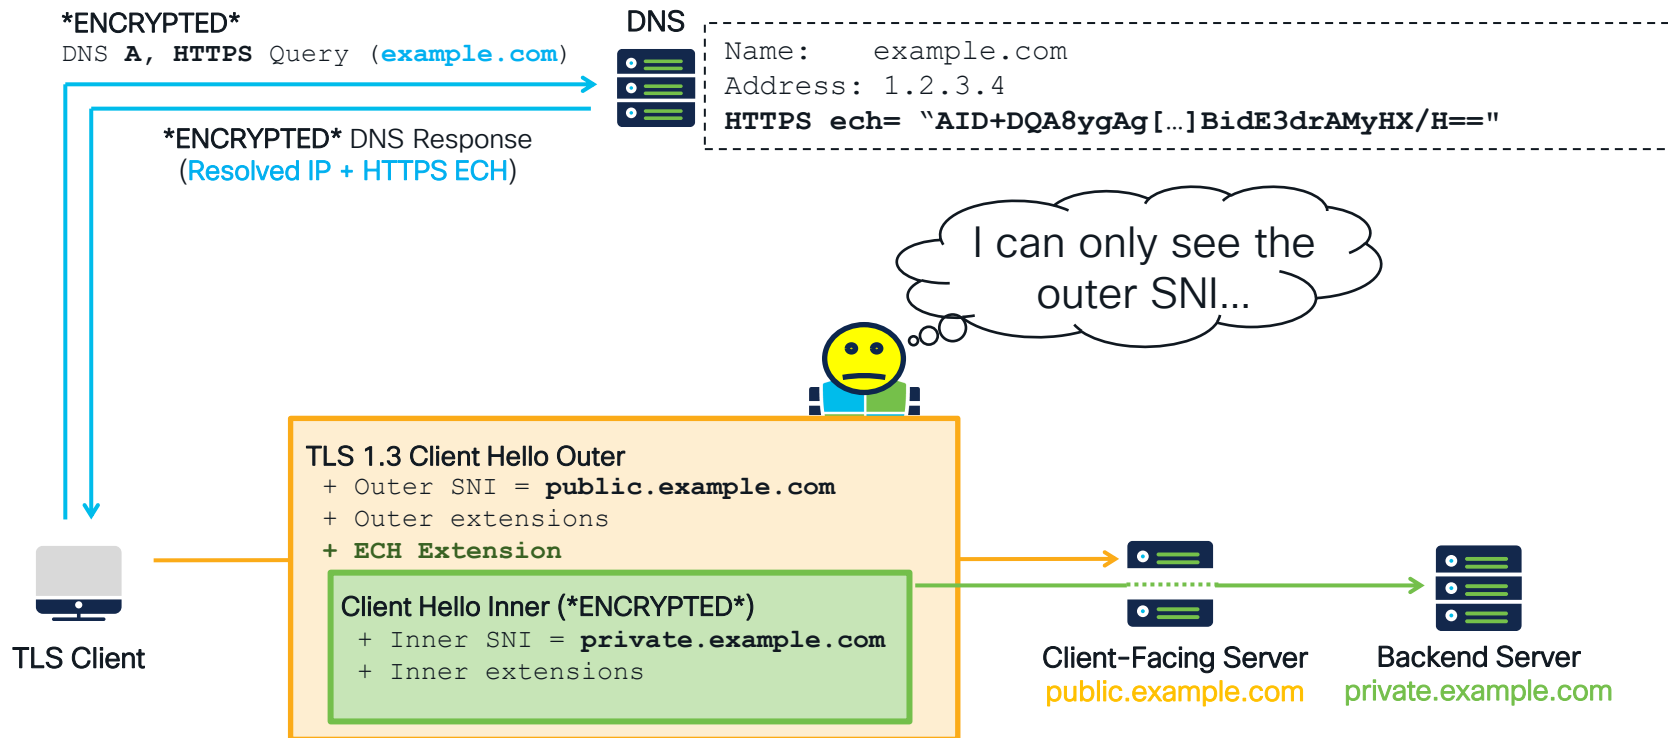 *ENCRYPTED*
DNS A, HTTPS Query (example.com)
DNS
Name: example.com
Address: 1.2.3.4
HTTPS ech= “AID+DQA8ygAg[…]BidE3drAMyHX/H=="
*ENCRYPTED* DNS Response
(Resolved IP + HTTPS ECH)
I can only see the
outer SNI...
TLS 1.3 Client Hello Outer
+ Outer SNI = public.example.com
+ Outer extensions
+ ECH Extension
Client Hello Inner (*ENCRYPTED*)
+ Inner SNI = private.example.com
+ Inner extensions
TLS Client
Client-Facing Server
public.example.com
Backend Server
private.example.com